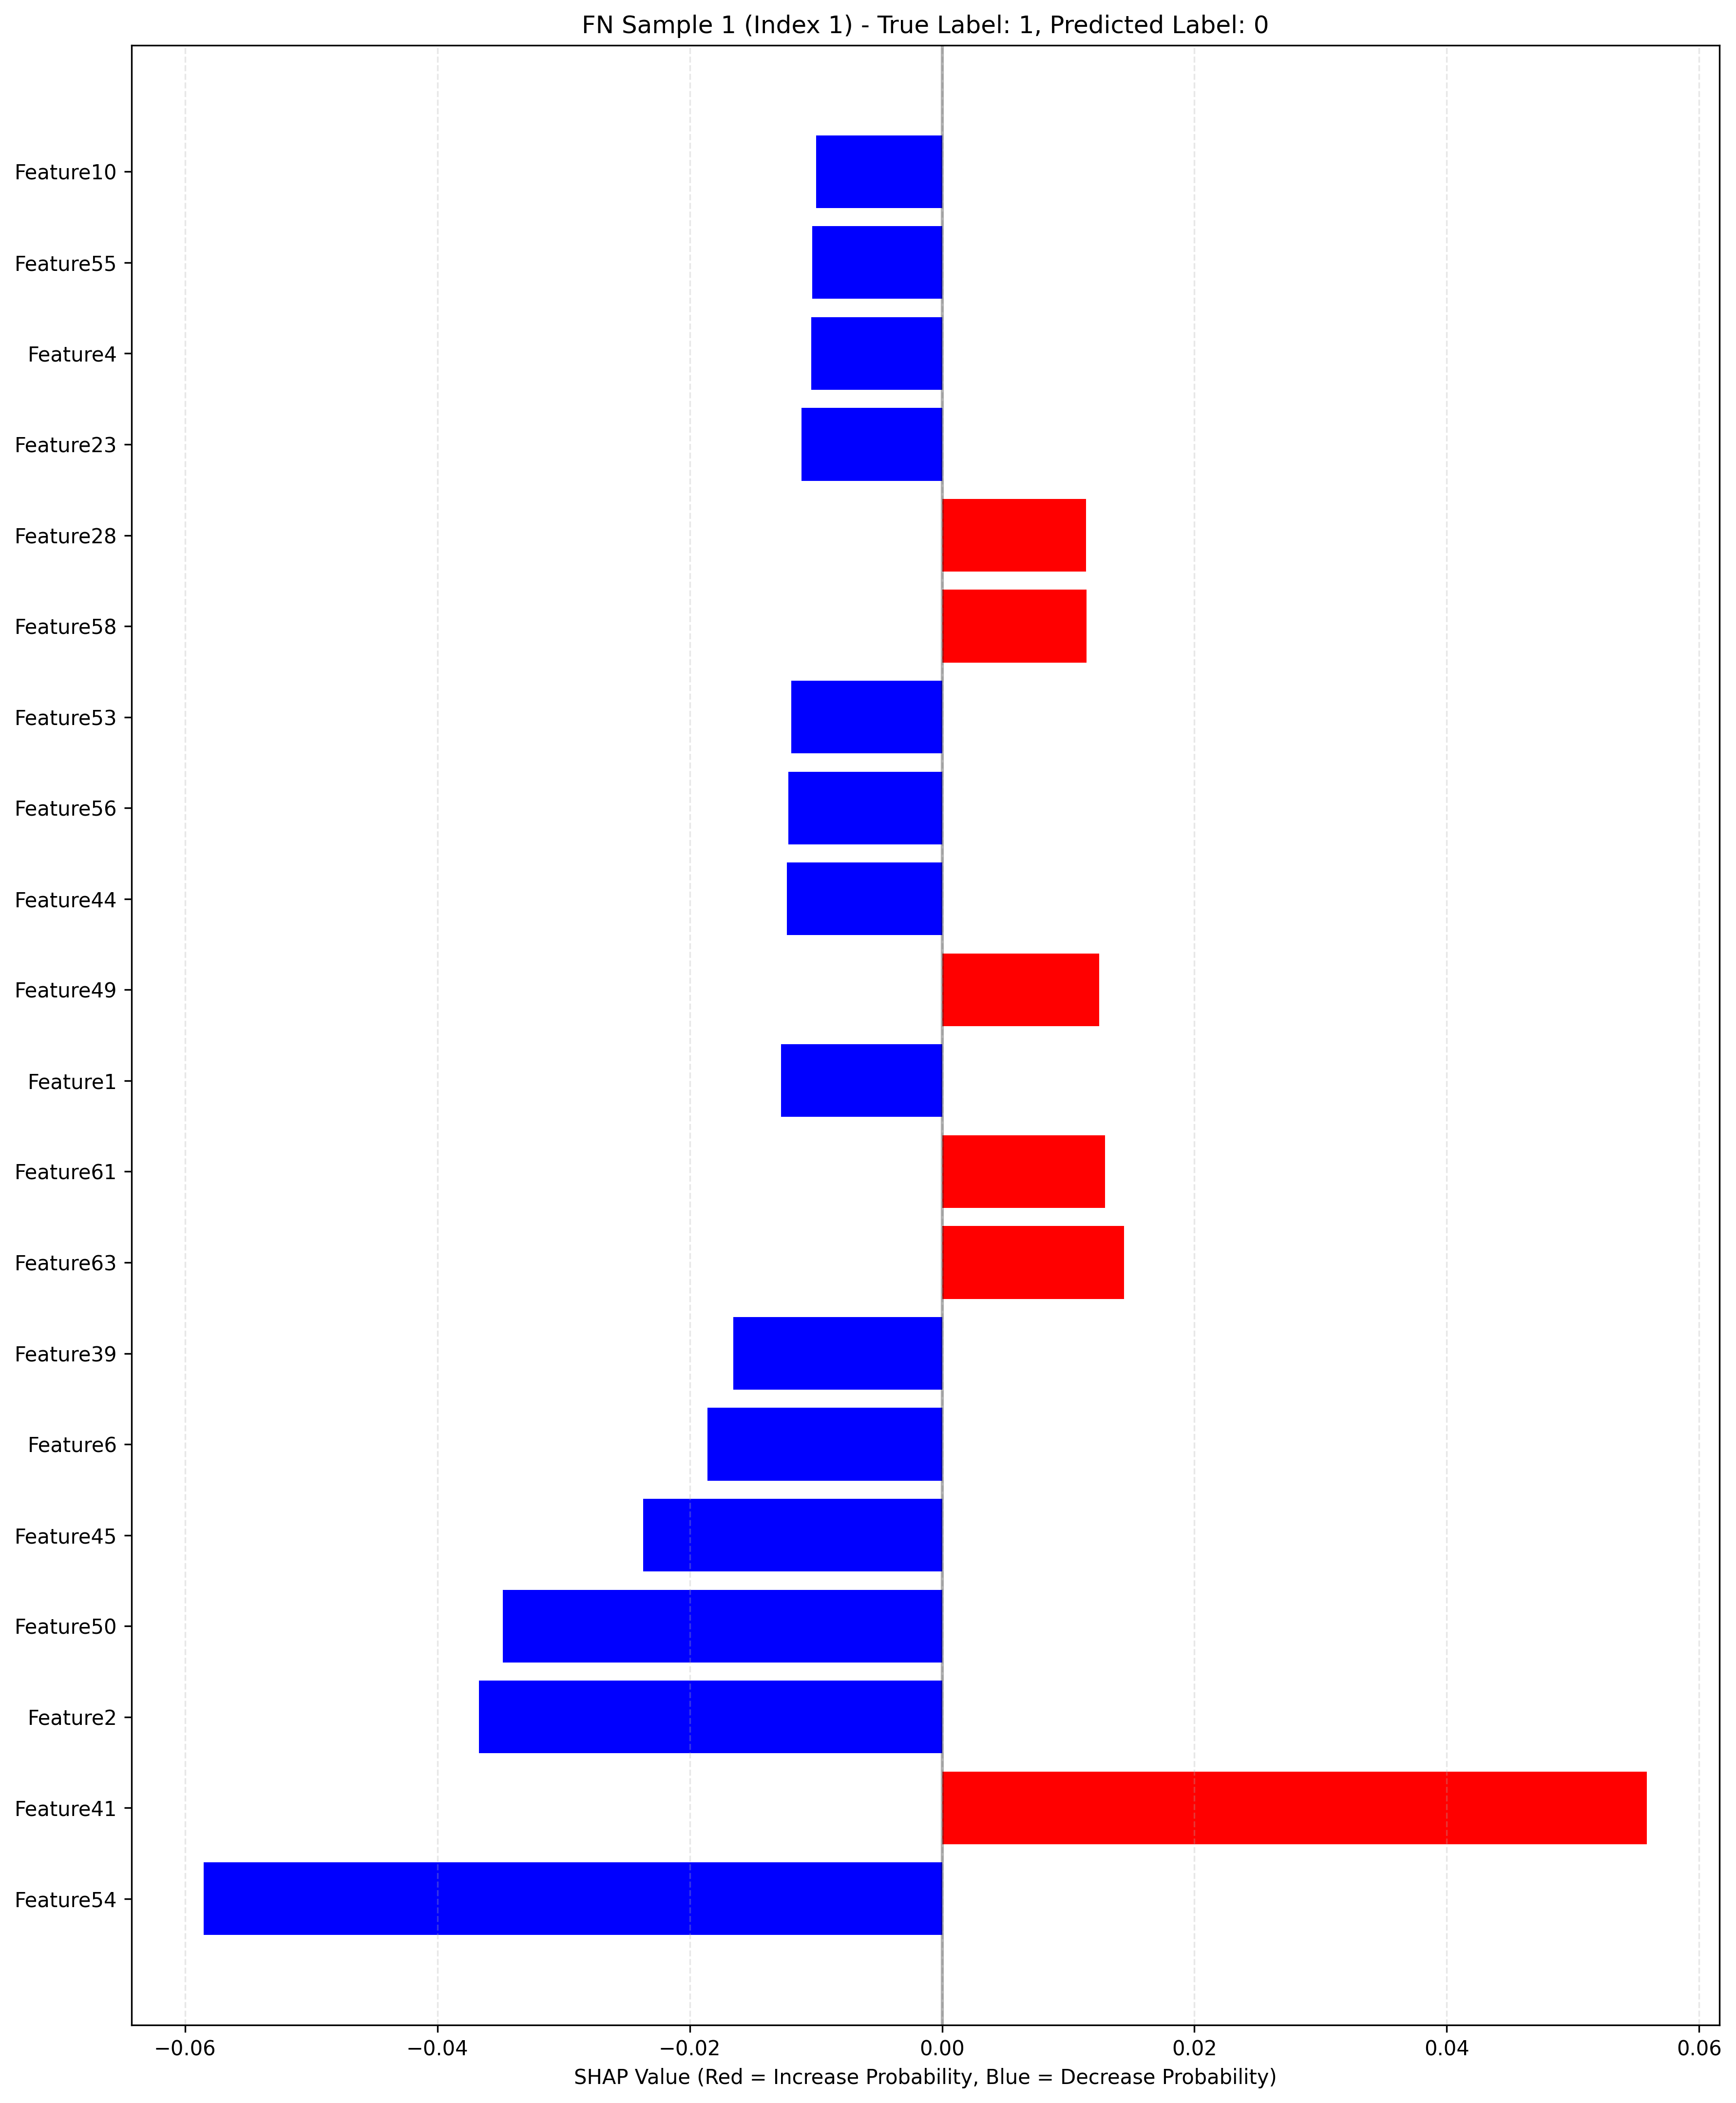 FN Sample 1 (Index 1) - True Label: 1, Predicted Label: 0
Feature10
Feature55
Feature4
Feature23
Feature28
Feature58
Feature53
Feature56
Feature44
Feature49
Feature1
Feature61
Feature63
Feature39
Feature6
Feature45
Feature50
Feature2
Feature41
Feature54
−0.06 −0.04 −0.02 0.00 0.02 0.04 0.06
SHAP Value (Red = Increase Probability, Blue = Decrease Probability)